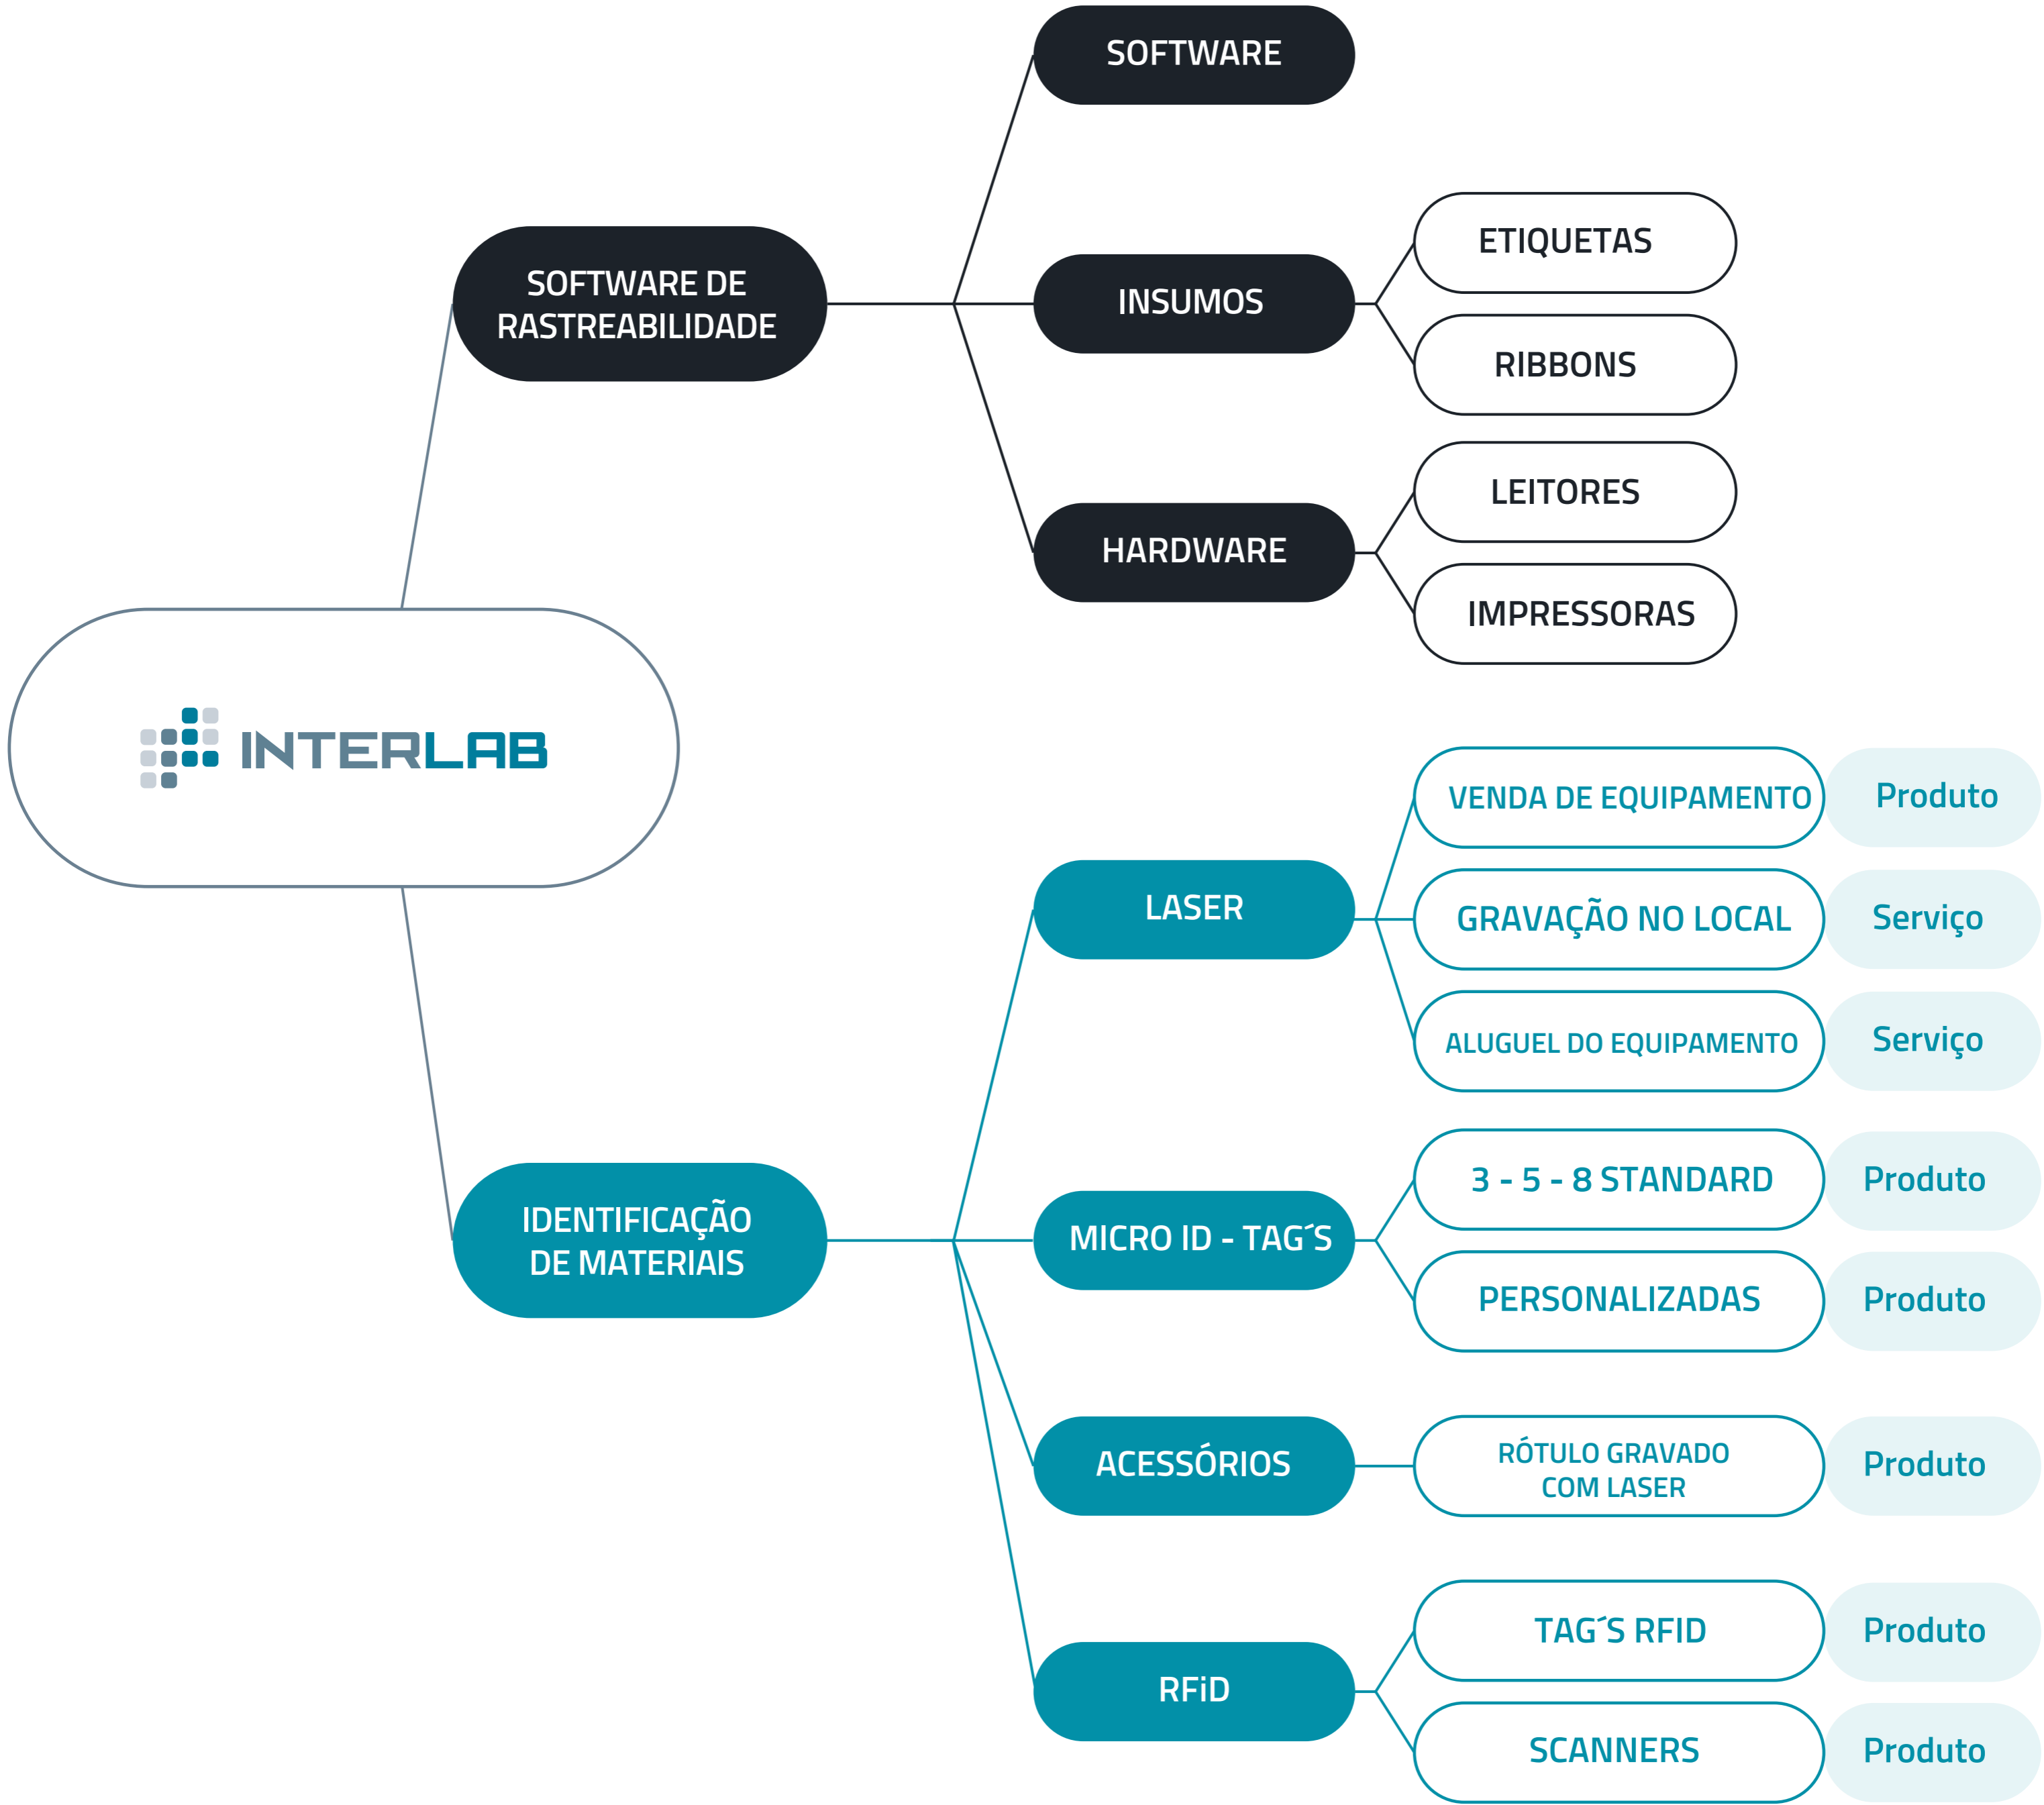 SOFTWARE
SOFTWARE DE
RASTREABILIDADE
INSUMOS
ETIQUETAS
RIBBONS
HARDWARE
LEITORES
IMPRESSORAS
INTERLAB
LASER
VENDA DE EQUIPAMENTO
Produto
GRAVAÇÃO NO LOCAL
Serviço
ALUGUEL DO EQUIPAMENTO
Serviço
IDENTIFICAÇÃO
DE MATERIAIS
MICRO ID - TAG´S
3 - 5 - 8 STANDARD
Produto
PERSONALIZADAS
Produto
ACESSÓRIOS
RÓTULO GRAVADO
COM LASER
Produto
RFiD
TAG´S RFID
Produto
SCANNERS
Produto